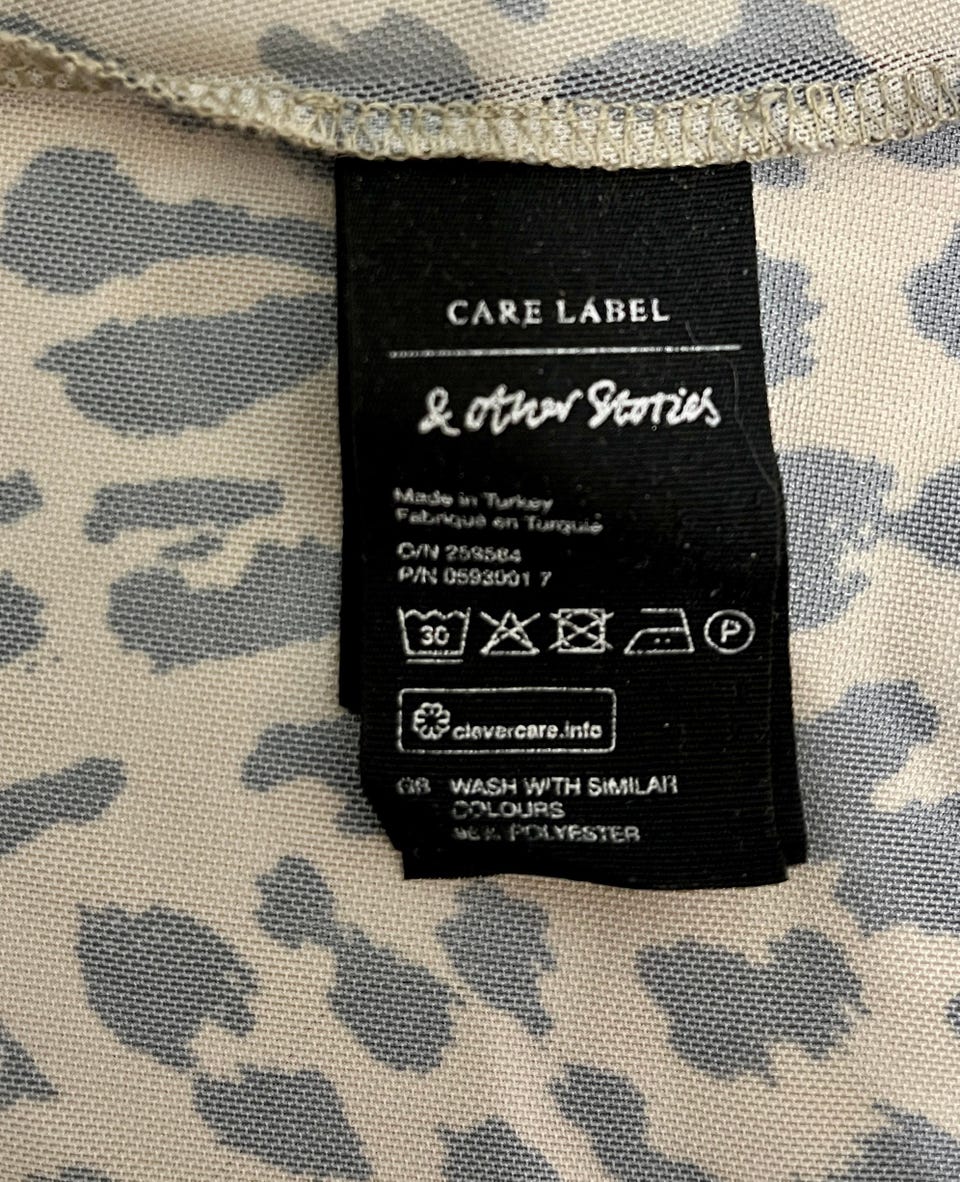 CARE LABEL
& other Stories
Made in Turkey
Fabriqué en Turquie
O/N 259564
P/N 0593001 7
30 P
clevercare.info
GB WASH WITH SIMILAR
COLOURS
POLYESTER